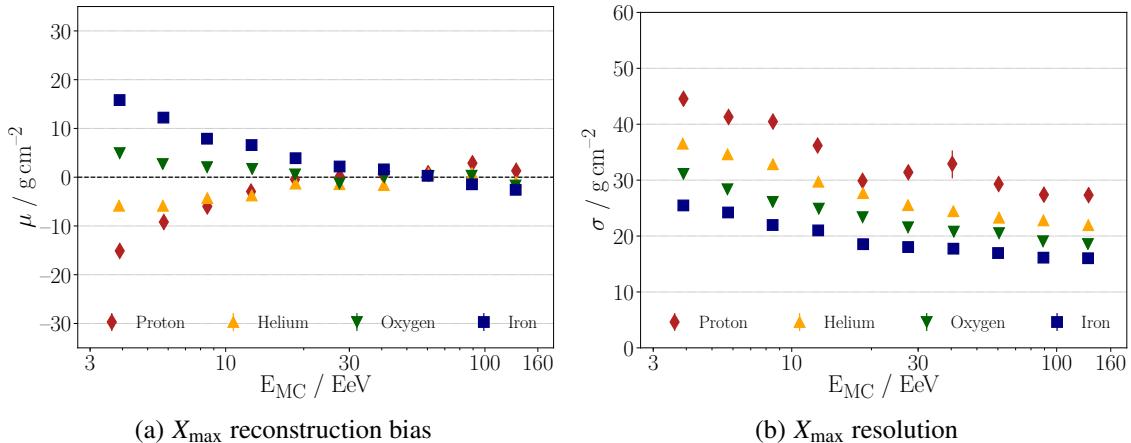 30
20
10
0
−10
−20
−30
μ / g cm⁻²
Proton Helium Oxygen Iron
3 10 30 100 160
E_MC / EeV
(a) X_max reconstruction bias
60
50
40
30
20
10
0
σ / g cm⁻²
Proton Helium Oxygen Iron
3 10 30 100 160
E_MC / EeV
(b) X_max resolution